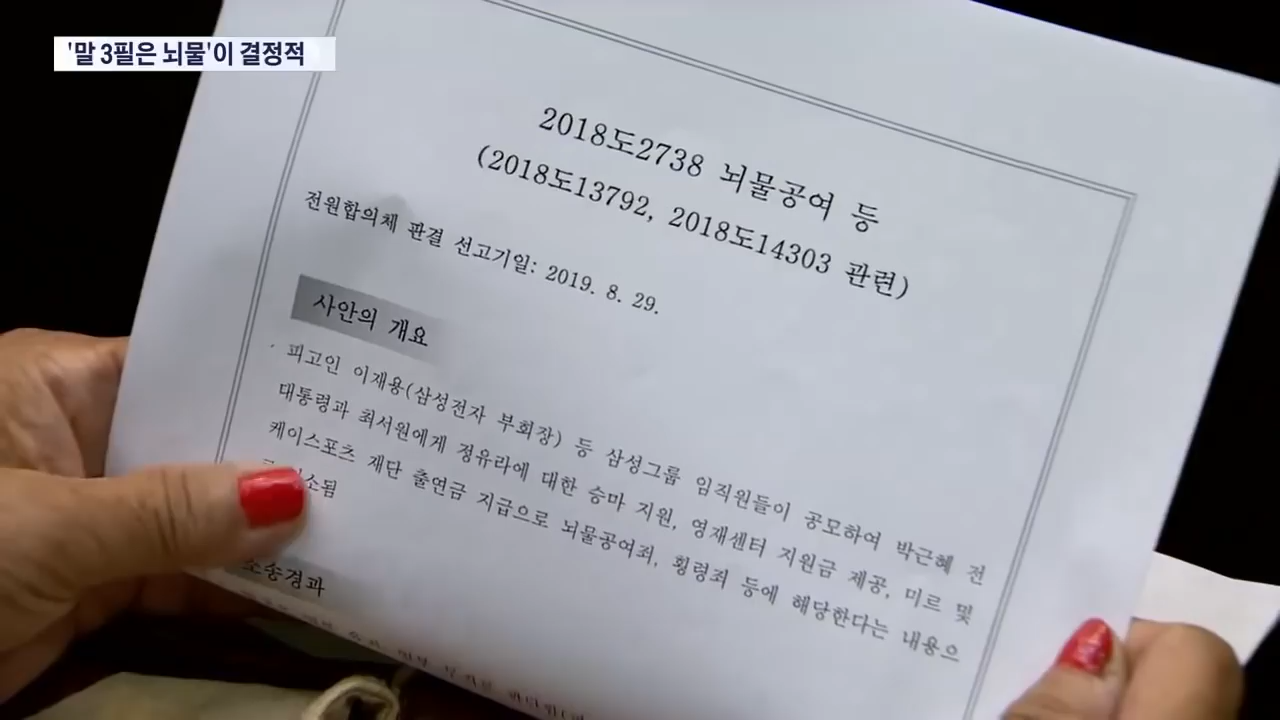 '말 3필은 뇌물'이 결정적
2018도2738 뇌물공여 등
(2018도13792, 2018도14303 관련)
전원합의체 판결 선고기일: 2019. 8. 29.
사안의 개요
피고인 이재용(삼성전자 부회장) 등 삼성그룹 임직원들이 공모하여 박근혜 전
대통령과 최서원에게 정유라에 대한 승마 지원, 영재센터 지원금 제공, 미르 및
케이스포츠 재단 출연금 지급으로 뇌물공여죄, 횡령죄 등에 해당한다는 내용으
소됨
소송경과